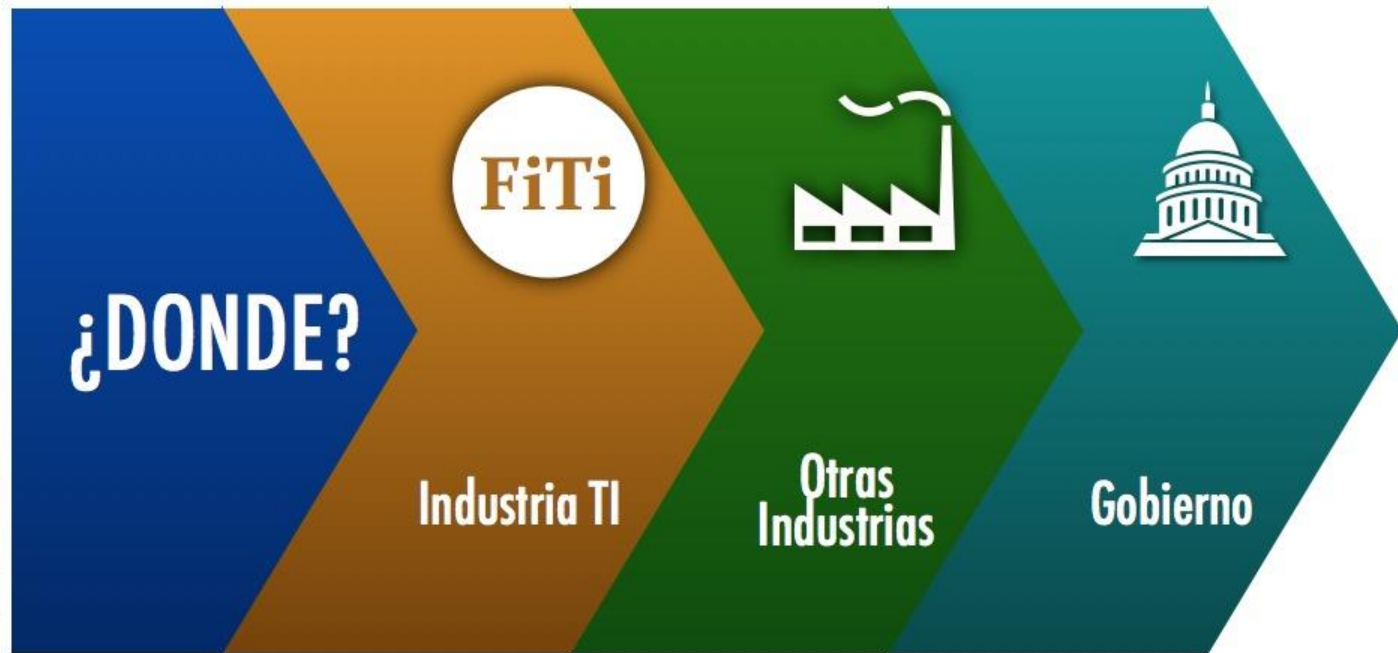 ¿DONDE?
FiTi
Industria TI
Otras
Industrias
Gobierno